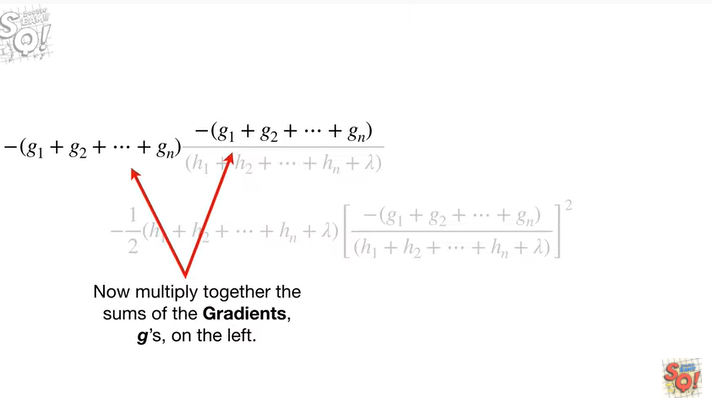 -(g₁ + g₂ + ⋯ + gₙ) -(g₁ + g₂ + ⋯ + gₙ)
(h₁ + h₂ + ⋯ + hₙ + λ)
-1/2(h₁ + h₂ + ⋯ + hₙ + λ)[-(g₁ + g₂ + ⋯ + gₙ)/(h₁ + h₂ + ⋯ + hₙ + λ)]²
Now multiply together the
sums of the Gradients,
g's, on the left.
SQ!